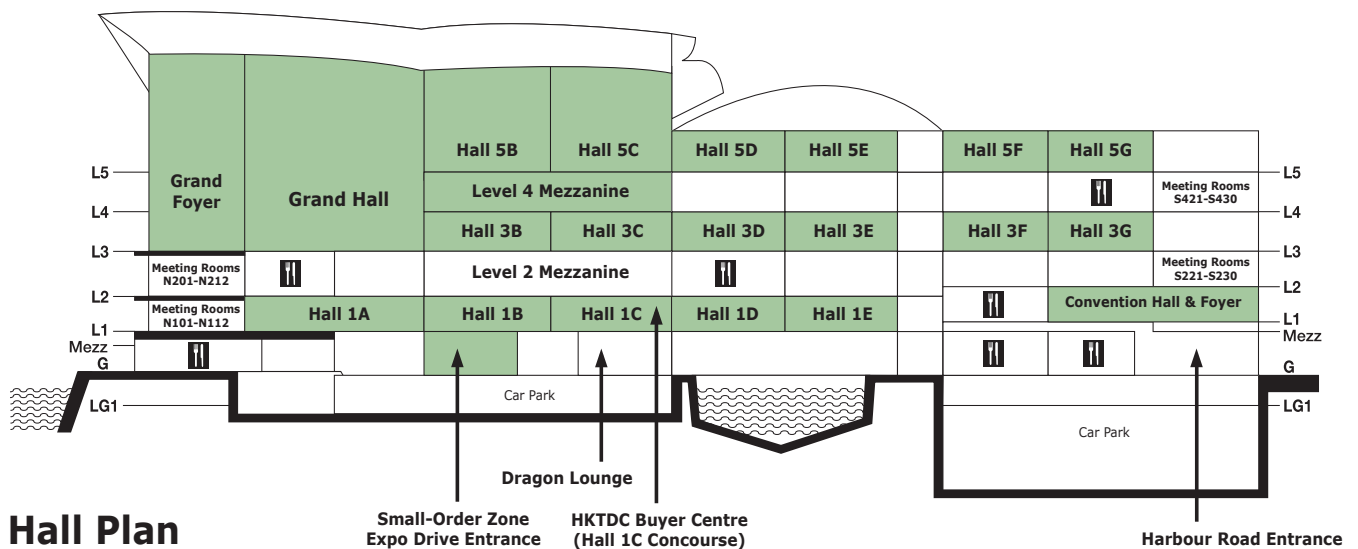 Hall 5B
Hall 5C
Hall 5D
Hall 5E
Hall 5F
Hall 5G
L5
L5
Grand
Foyer
Grand Hall
Level 4 Mezzanine
Meeting Rooms
S421-S430
L4
L4
Hall 3B
Hall 3C
Hall 3D
Hall 3E
Hall 3F
Hall 3G
L3
L3
Meeting Rooms
N201-N212
Level 2 Mezzanine
Meeting Rooms
S221-S230
L2
L2
Meeting Rooms
N101-N112
Hall 1A
Hall 1B
Hall 1C
Hall 1D
Hall 1E
Convention Hall & Foyer
L1
L1
Mezz
Mezz
G
G
LG1
Car Park
LG1
Car Park
Dragon Lounge
Hall Plan
Small-Order Zone
Expo Drive Entrance
HKTDC Buyer Centre
(Hall 1C Concourse)
Harbour Road Entrance